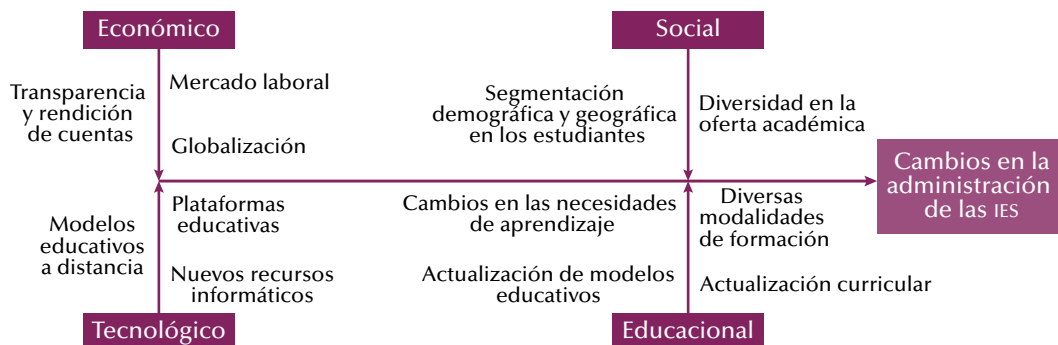 Económico
Social
Transparencia
y rendición
de cuentas
Mercado laboral
Globalización
Segmentación
demográfica y geográfica
en los estudiantes
Diversidad en la
oferta académica
Cambios en la
administración
de las IES
Modelos
educativos
a distancia
Plataformas
educativas
Nuevos recursos
informáticos
Cambios en las necesidades
de aprendizaje
Actualización de modelos
educativos
Diversas
modalidades
de formación
Actualización curricular
Tecnológico
Educacional